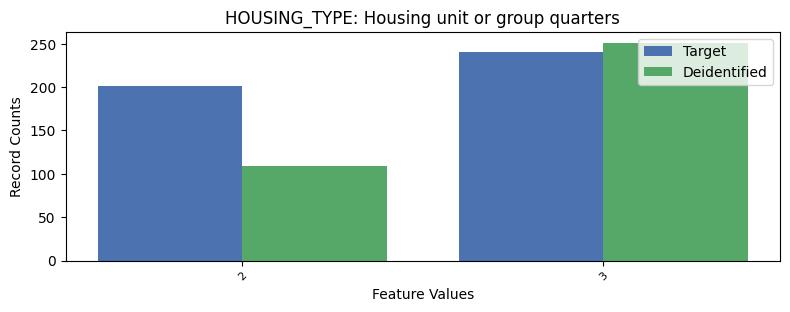 HOUSING_TYPE: Housing unit or group quarters
Record Counts
250
200
150
100
50
0
Target
Deidentified
2
3
Feature Values